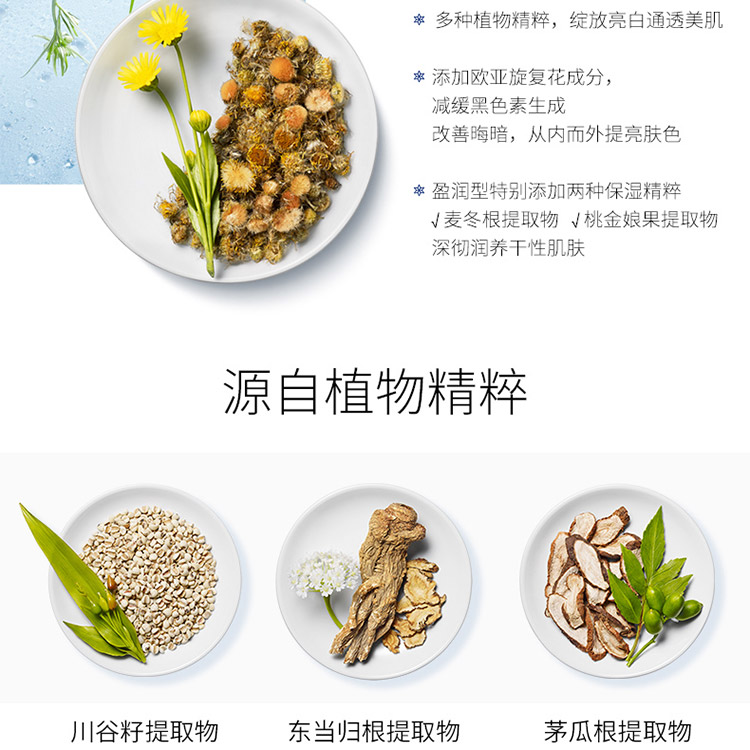 多种植物精粹，绽放亮白通透美肌
添加欧亚旋复花成分，
减缓黑色素生成
改善晦暗，从内而外提亮肤色
盈润型特别添加两种保湿精粹
√麦冬根提取物 √桃金娘果提取物
深彻润养干性肌肤
源自植物精粹
川谷籽提取物 东当归根提取物 茅瓜根提取物